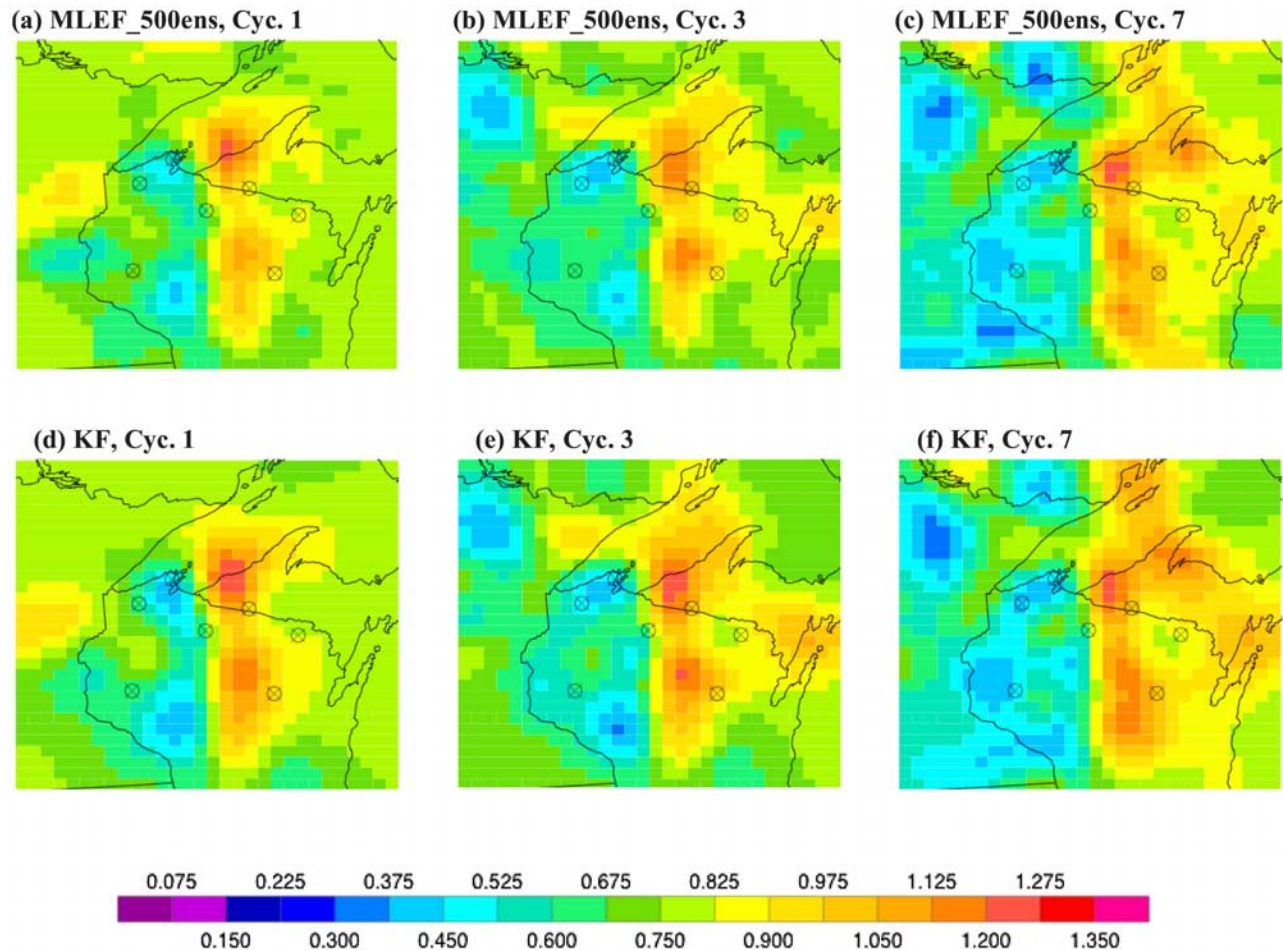 (a) MLEF_500ens, Cyc. 1
(b) MLEF_500ens, Cyc. 3
(c) MLEF_500ens, Cyc. 7
(d) KF, Cyc. 1
(e) KF, Cyc. 3
(f) KF, Cyc. 7
0.075 0.225 0.375 0.525 0.675 0.825 0.975 1.125 1.275
0.150 0.300 0.450 0.600 0.750 0.900 1.050 1.200 1.350